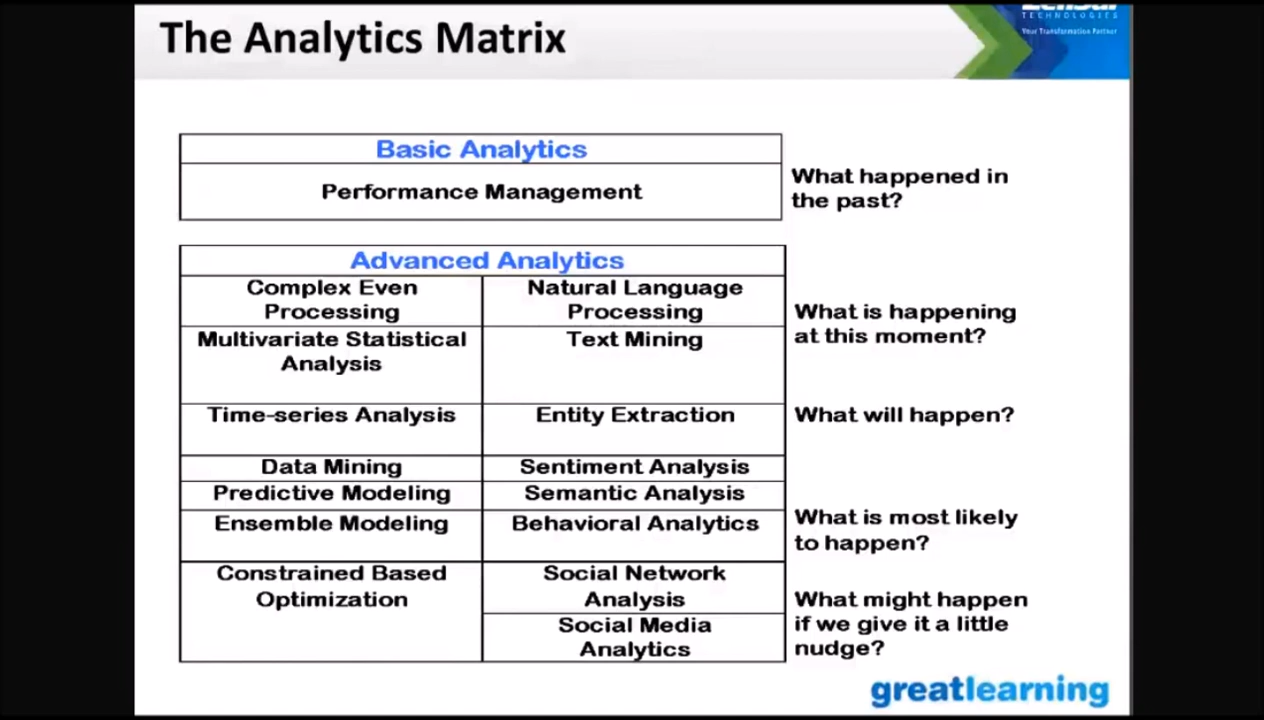 The Analytics Matrix
TECHNOLOGIES
Your Transformation Partner
Basic Analytics
Performance Management
What happened in
the past?
Advanced Analytics
Complex Even
Processing
Natural Language
Processing
What is happening
at this moment?
Multivariate Statistical
Analysis
Text Mining
Time-series Analysis
Entity Extraction
What will happen?
Data Mining
Sentiment Analysis
Predictive Modeling
Semantic Analysis
Ensemble Modeling
Behavioral Analytics
What is most likely
to happen?
Constrained Based
Optimization
Social Network
Analysis
Social Media
Analytics
What might happen
if we give it a little
nudge?
greatlearning